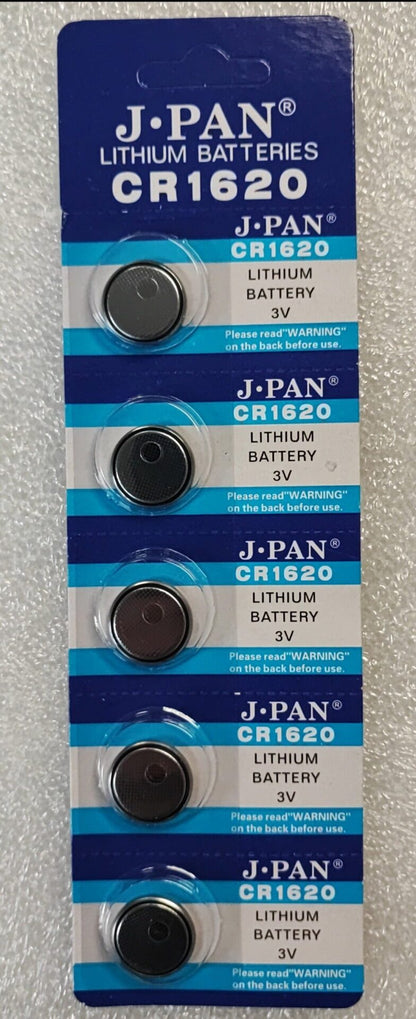 J·PAN®
LITHIUM BATTERIES
CR1620
J·PAN®
CR1620
LITHIUM
BATTERY
3V
Please read"WARNING"
on the back before use.
J·PAN®
CR1620
LITHIUM
BATTERY
3V
Please read"WARNING"
on the back before use.
J·PAN®
CR1620
LITHIUM
BATTERY
3V
Please read"WARNING"
on the back before use.
J·PAN®
CR1620
LITHIUM
BATTERY
3V
Please read"WARNING"
on the back before use.
J·PAN®
CR1620
LITHIUM
BATTERY
3V
Please read"WARNING"
on the back before use.